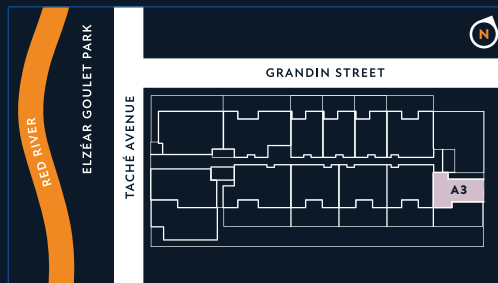 N
GRANDIN STREET
RED RIVER
ELZÉAR GOULET PARK
TACHÉ AVENUE
A3